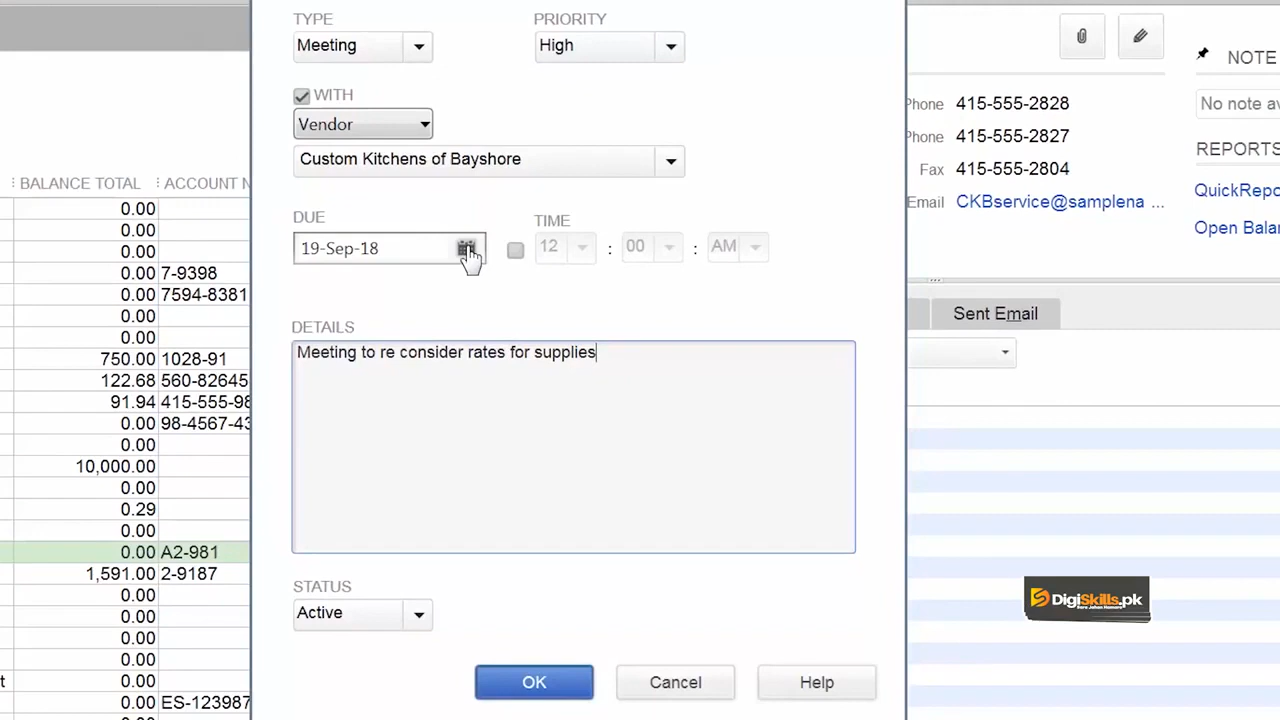 TYPE
PRIORITY
Meeting
High
WITH
Vendor
Custom Kitchens of Bayshore
DUE
TIME
19-Sep-18
12 : 00 : AM
DETAILS
Meeting to re consider rates for supplies
STATUS
Active
OK
Cancel
Help
BALANCE TOTAL
ACCOUNT N
0.00
0.00
0.00
0.00 7-9398
0.00 7594-8381
0.00
0.00
750.00 1028-91
122.68 560-82645
91.94 415-555-98
0.00 98-4567-43
0.00
10,000.00
0.00
0.29
0.00
0.00 A2-981
1,591.00 2-9187
0.00
0.00
0.00
0.00
t 0.00
0.00 ES-123987
Phone 415-555-2828
Phone 415-555-2827
Fax 415-555-2804
Email CKBservice@samplena ...
NOTE
No note av
REPORTS
QuickRepo
Open Balan
Sent Email
DigiSkills.pk